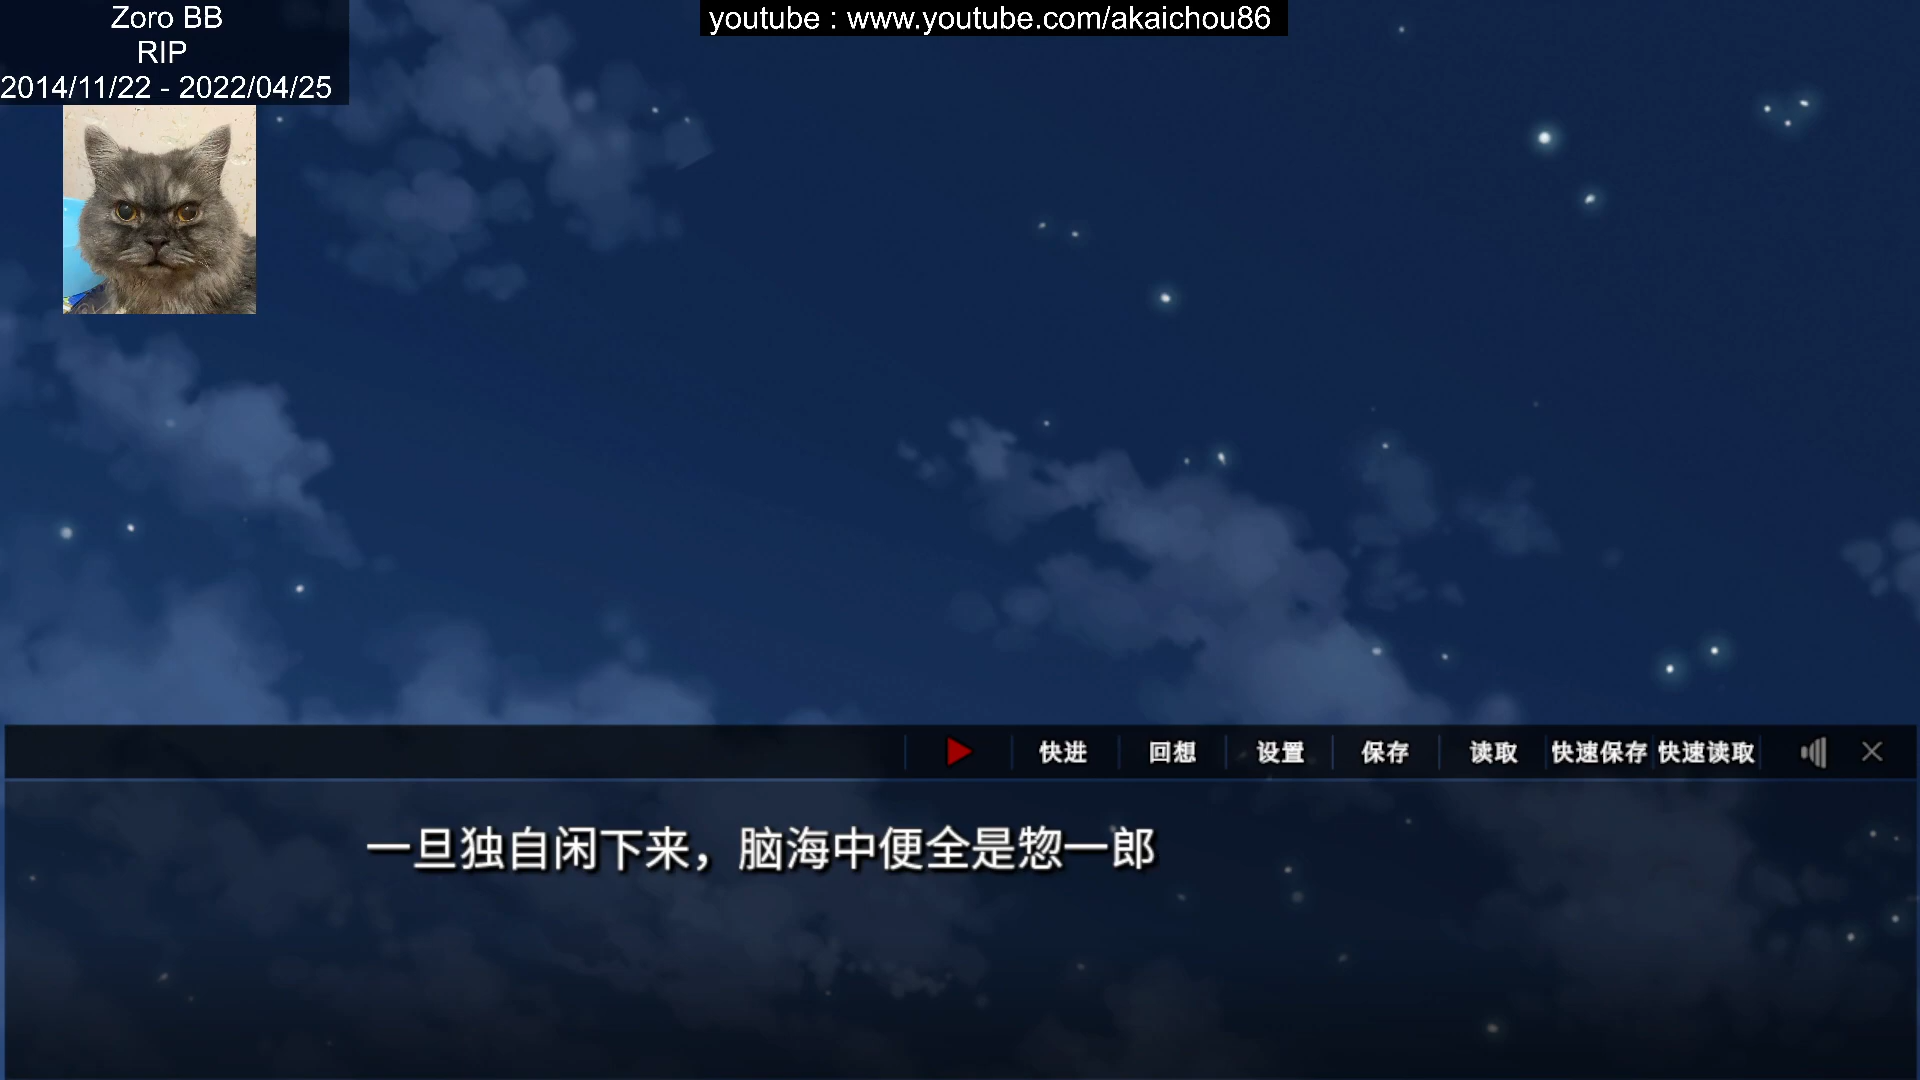 Zoro BB
RIP
2014/11/22 - 2022/04/25
youtube : www.youtube.com/akaichou86
快进 回想 设置 保存 读取 快速保存 快速读取
一旦独自闲下来，脑海中便全是惣一郎